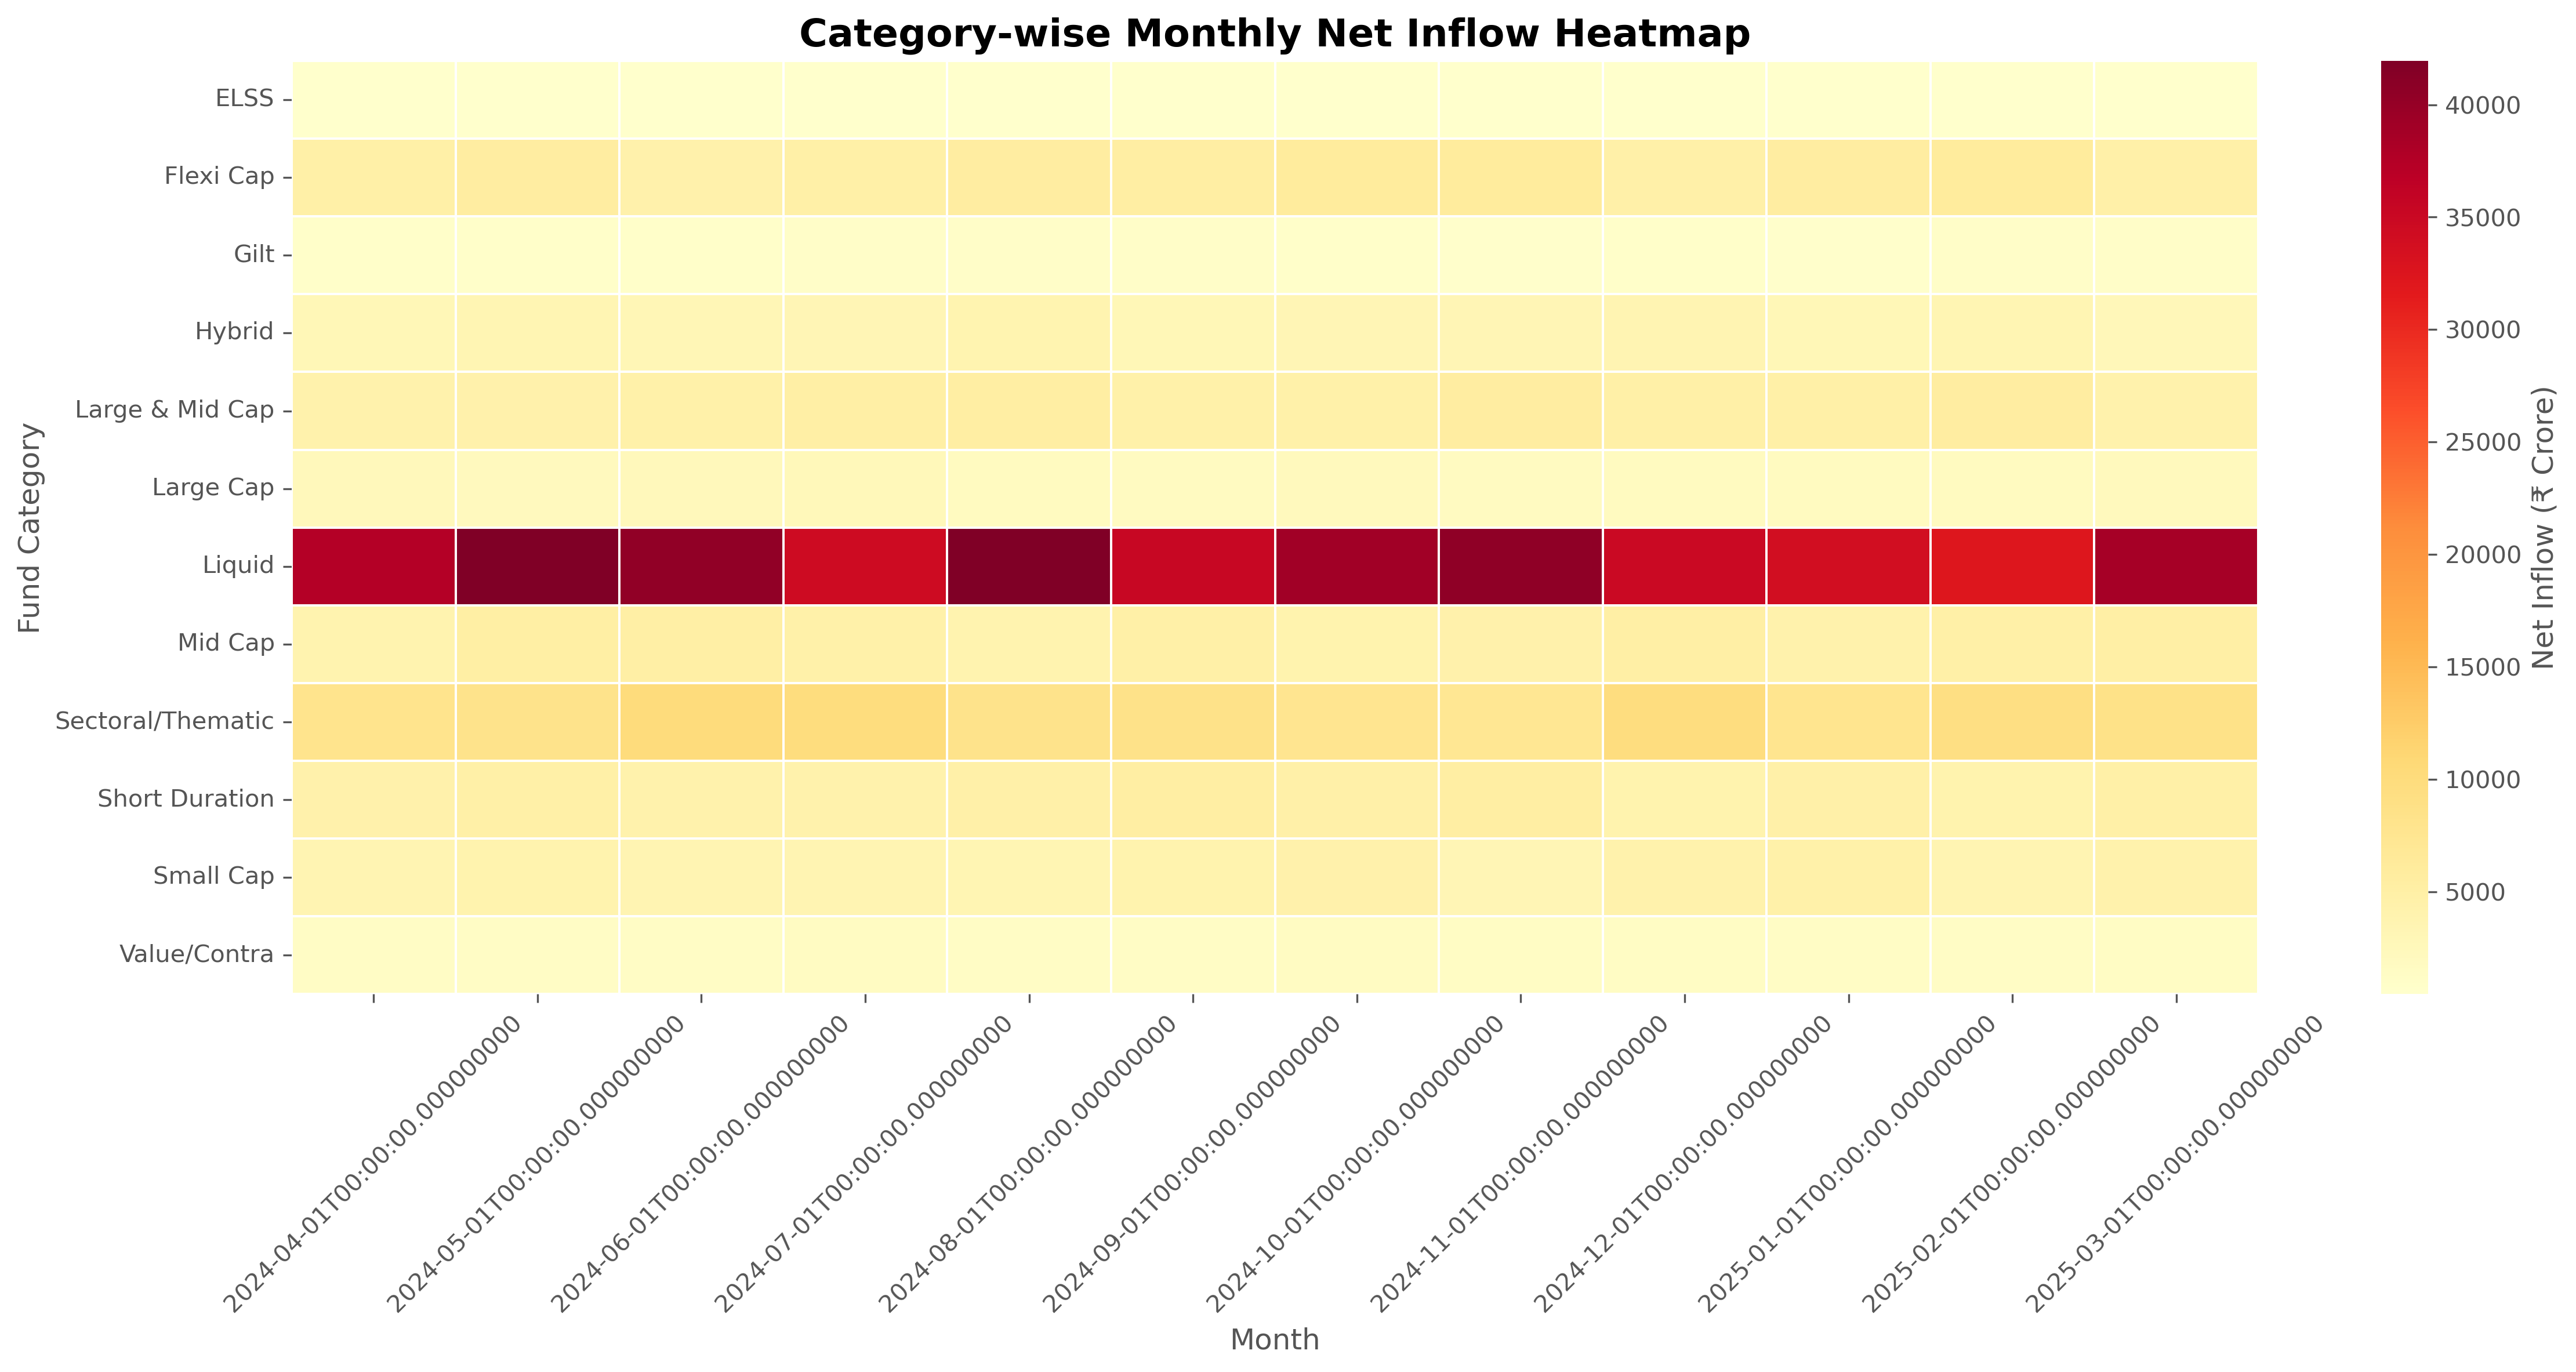 Category-wise Monthly Net Inflow Heatmap
Fund Category
ELSS
Flexi Cap
Gilt
Hybrid
Large & Mid Cap
Large Cap
Liquid
Mid Cap
Sectoral/Thematic
Short Duration
Small Cap
Value/Contra
2024-04-01T00:00:00.000000000
2024-05-01T00:00:00.000000000
2024-06-01T00:00:00.000000000
2024-07-01T00:00:00.000000000
2024-08-01T00:00:00.000000000
2024-09-01T00:00:00.000000000
2024-10-01T00:00:00.000000000
2024-11-01T00:00:00.000000000
2024-12-01T00:00:00.000000000
2025-01-01T00:00:00.000000000
2025-02-01T00:00:00.000000000
2025-03-01T00:00:00.000000000
Month
40000
35000
30000
25000
20000
15000
10000
5000
Net Inflow (₹ Crore)